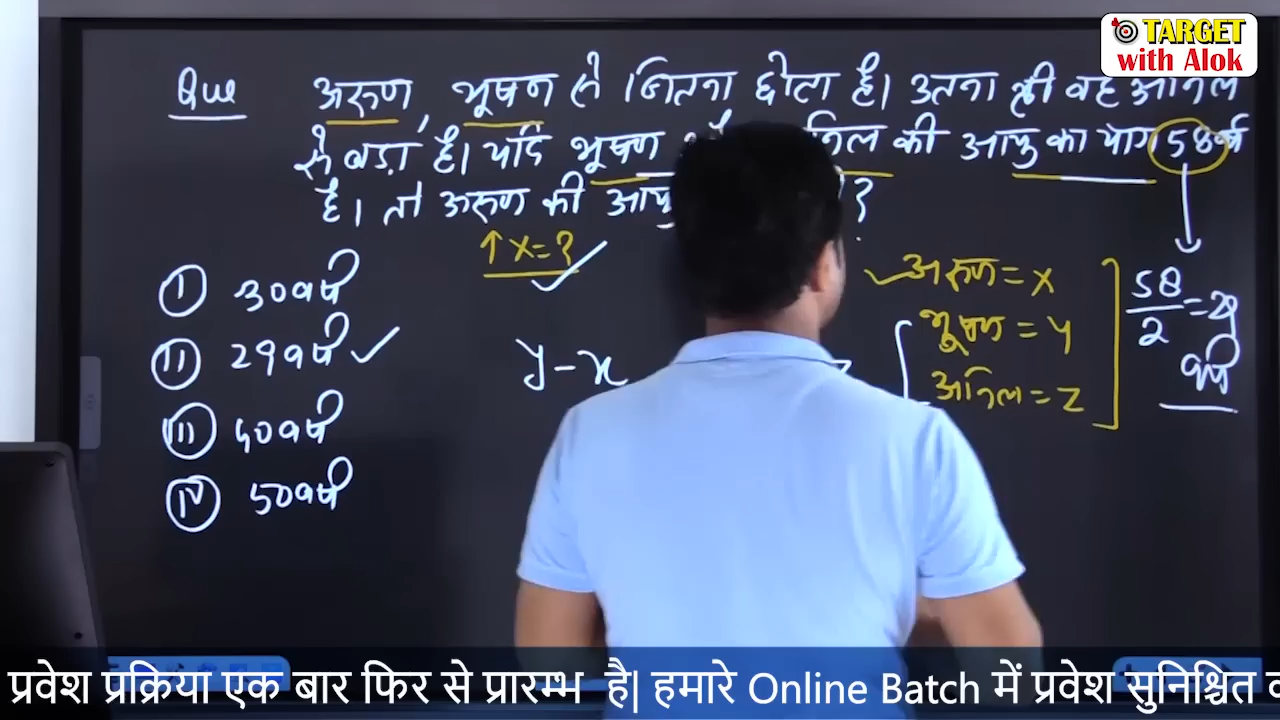 TARGET
with Alok
Que अरुण, भूषण से जितना छोटा है। उतना ही वह अनिल
से बड़ा है। यदि भूषण की आयु का योग 58 वर्ष
है। तो अरुण की ?
↑ x = ?
I 30 वर्ष
II 29 वर्ष ✓
III 40 वर्ष
IV 50 वर्ष
y - x
अरुण = x
भूषण = y
अनिल = z
58/2 = 29
वर्ष
प्रवेश प्रक्रिया एक बार फिर से प्रारम्भ है| हमारे Online Batch में प्रवेश सुनिश्चित